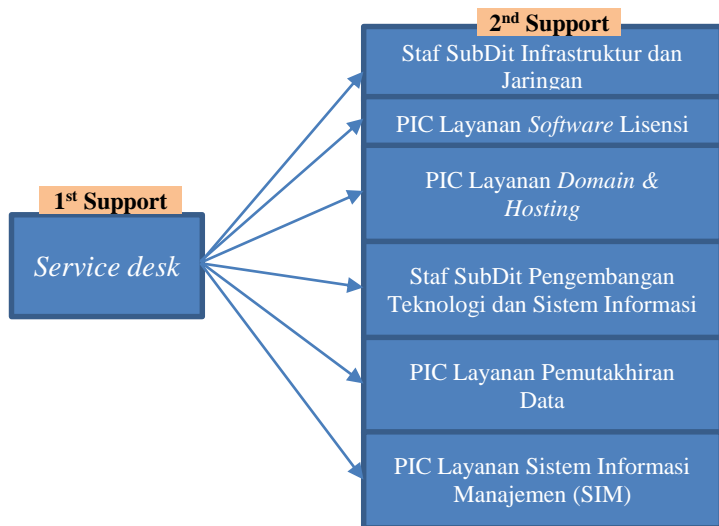 1st Support
Service desk
2nd Support
Staf SubDit Infrastruktur dan
Jaringan
PIC Layanan Software Lisensi
PIC Layanan Domain &
Hosting
Staf SubDit Pengembangan
Teknologi dan Sistem Informasi
PIC Layanan Pemutakhiran
Data
PIC Layanan Sistem Informasi
Manajemen (SIM)